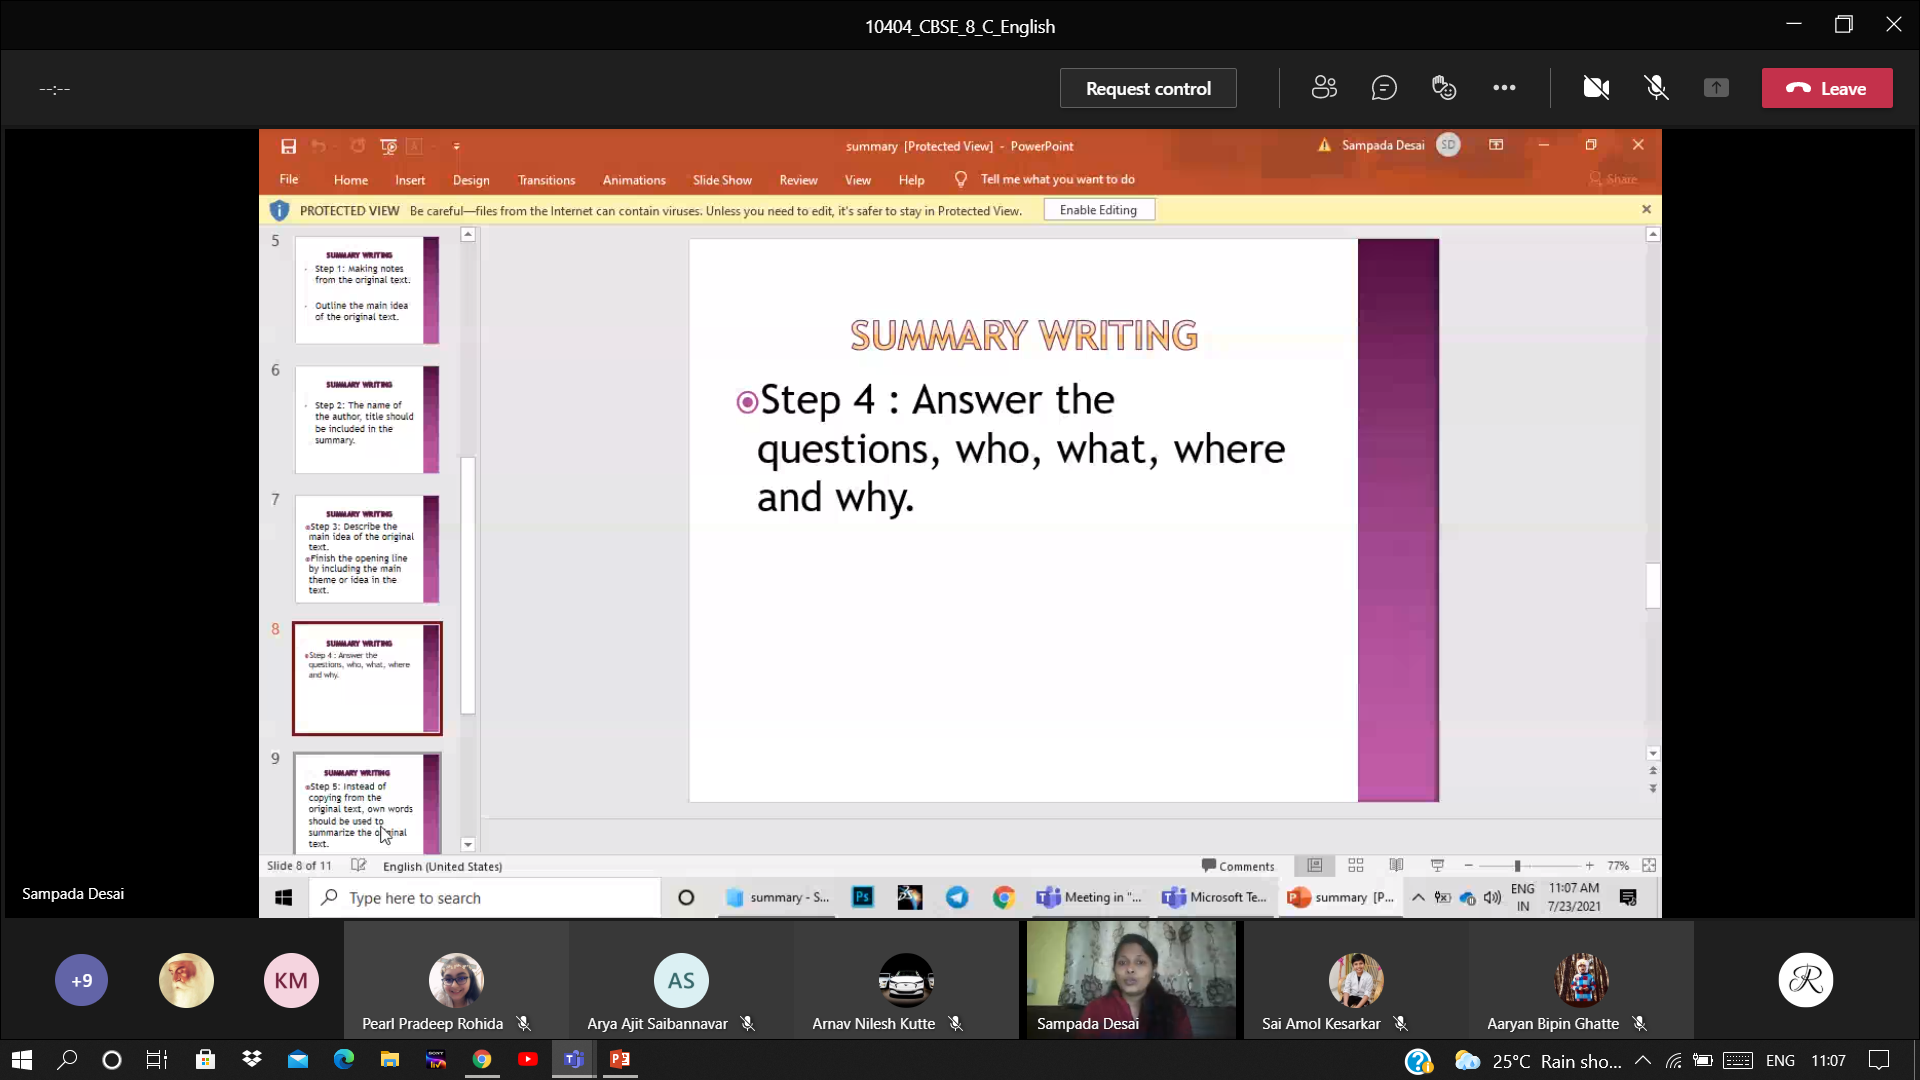 10404_CBSE_8_C_English
--:--
Request control
Leave
summary [Protected View] - PowerPoint
Sampada Desai
SD
File
Home
Insert
Design
Transitions
Animations
Slide Show
Review
View
Help
Tell me what you want to do
Share
PROTECTED VIEW
Be careful—files from the Internet can contain viruses. Unless you need to edit, it's safer to stay in Protected View.
Enable Editing
5
SUMMARY WRITING
Step 1: Making notes
from the original text.
Outline the main idea
of the original text.
6
SUMMARY WRITING
Step 2: The name of
the author, title should
be included in the
summary.
7
SUMMARY WRITING
Step 3: Describe the
main idea of the original
text.
Finish the opening line
by including the main
theme or idea in the
text.
8
SUMMARY WRITING
Step 4 : Answer the
questions, who, what, where
and why.
9
SUMMARY WRITING
Step 5: Instead of
copying from the
original text, own words
should be used to
summarize the original
text.
SUMMARY WRITING
Step 4 : Answer the
questions, who, what, where
and why.
Slide 8 of 11
English (United States)
Comments
77%
Type here to search
Ps
summary - S...
Meeting in "...
Microsoft Te...
summary [P...
ENG
IN
11:07 AM
7/23/2021
Sampada Desai
+9
KM
Pearl Pradeep Rohida
AS
Arya Ajit Saibannavar
Arnav Nilesh Kutte
Sampada Desai
Sai Amol Kesarkar
Aaryan Bipin Ghatte
R
25°C Rain sho...
ENG
11:07